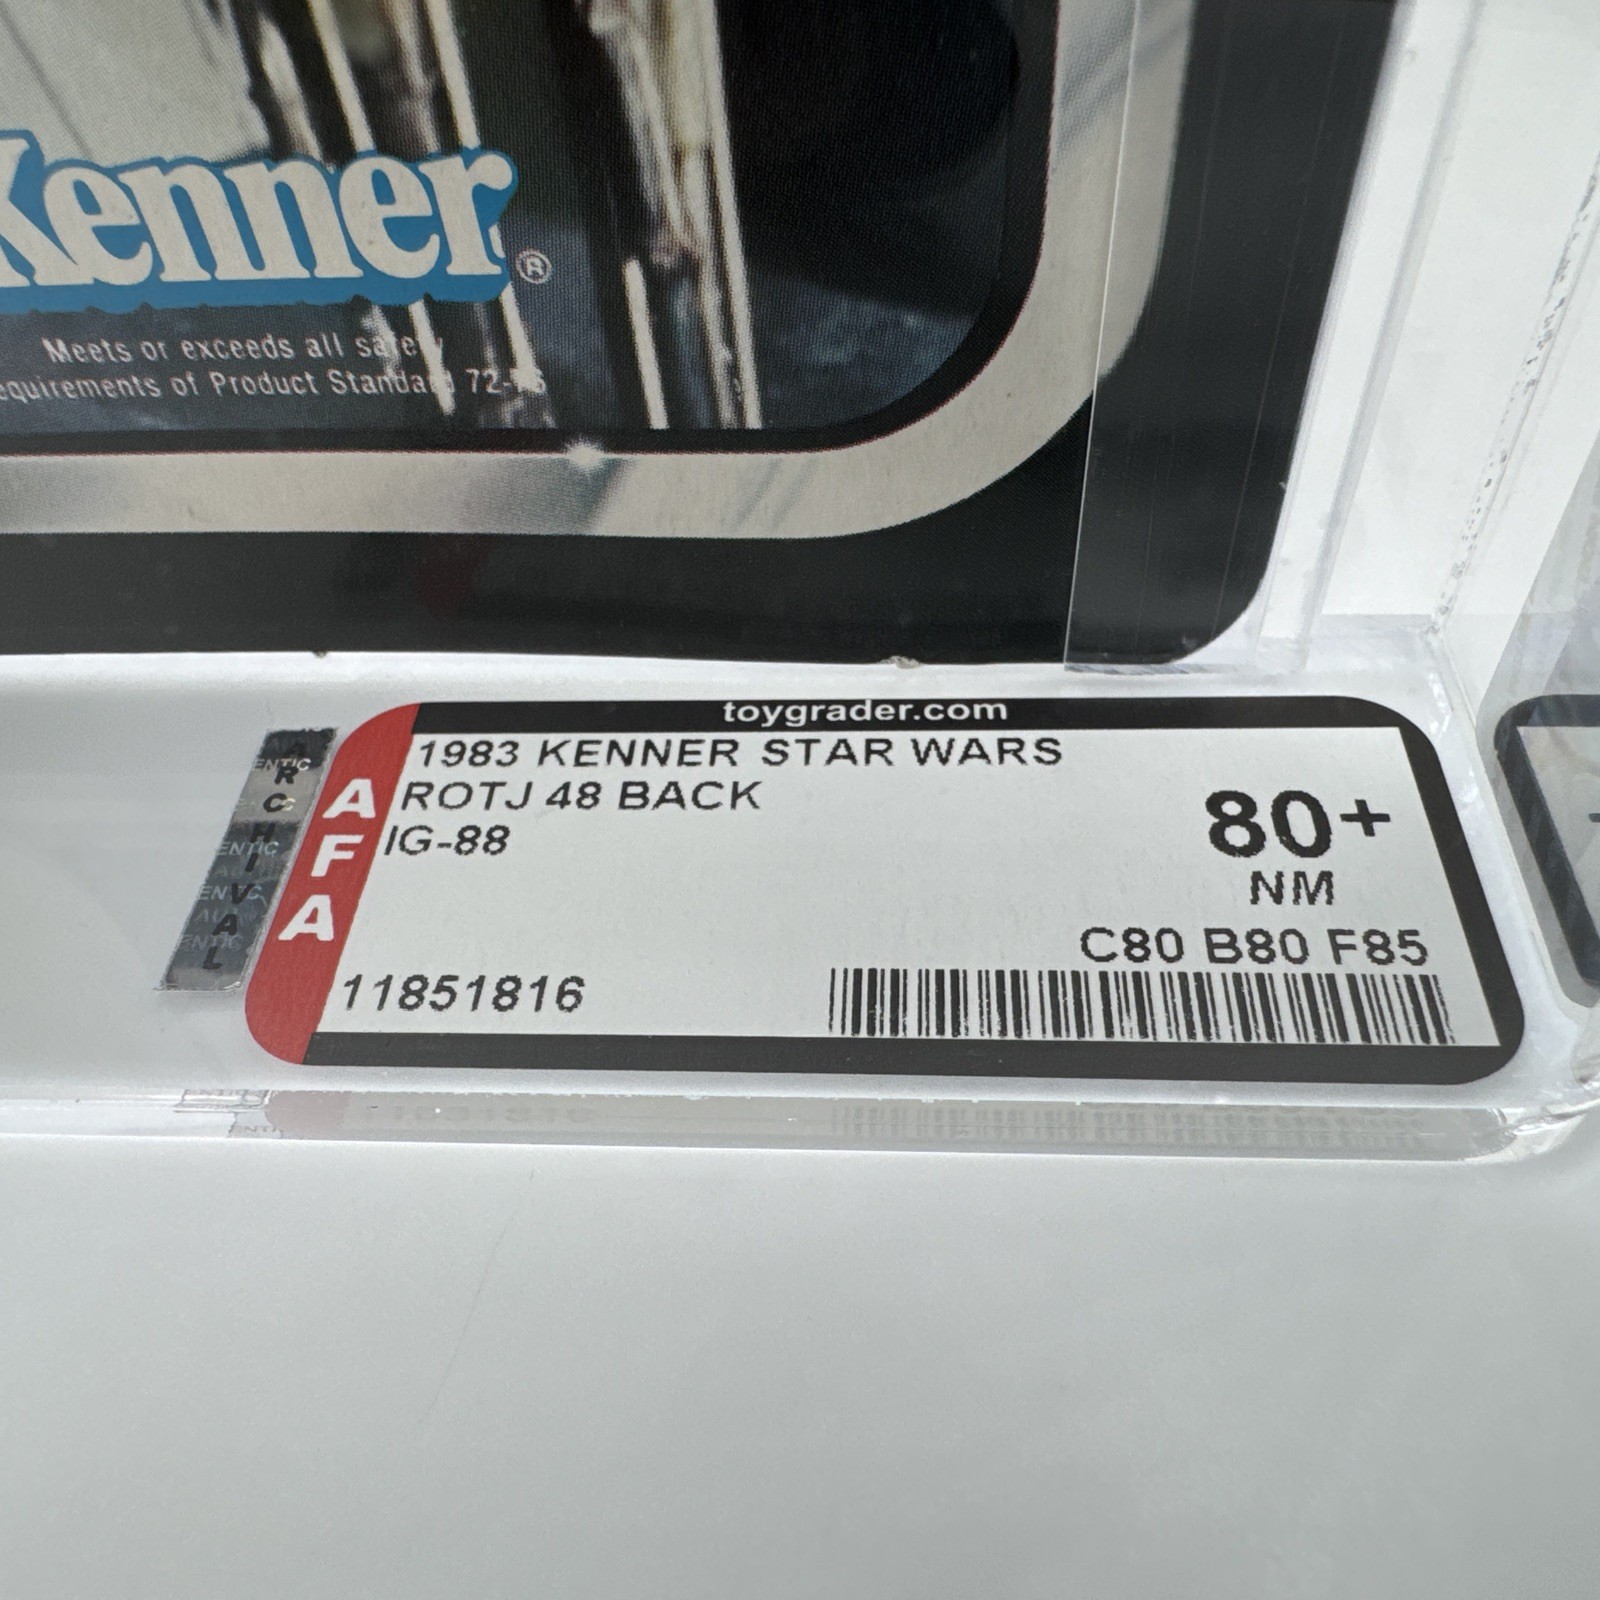 Kenner®
Meets or exceeds all safety
requirements of Product Standard 72-76
toygrader.com
1983 KENNER STAR WARS
ROTJ 48 BACK
IG-88
80+
NM
C80 B80 F85
11851816
AFA
ARCHIVAL